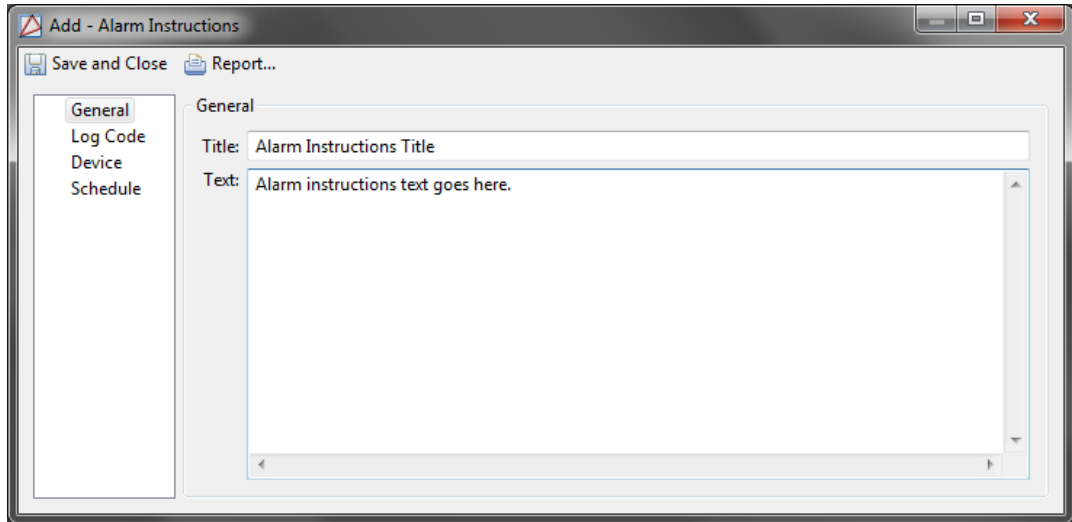 Add - Alarm Instructions
Save and Close Report...
General
Log Code
Device
Schedule
General
Title: Alarm Instructions Title
Text: Alarm instructions text goes here.